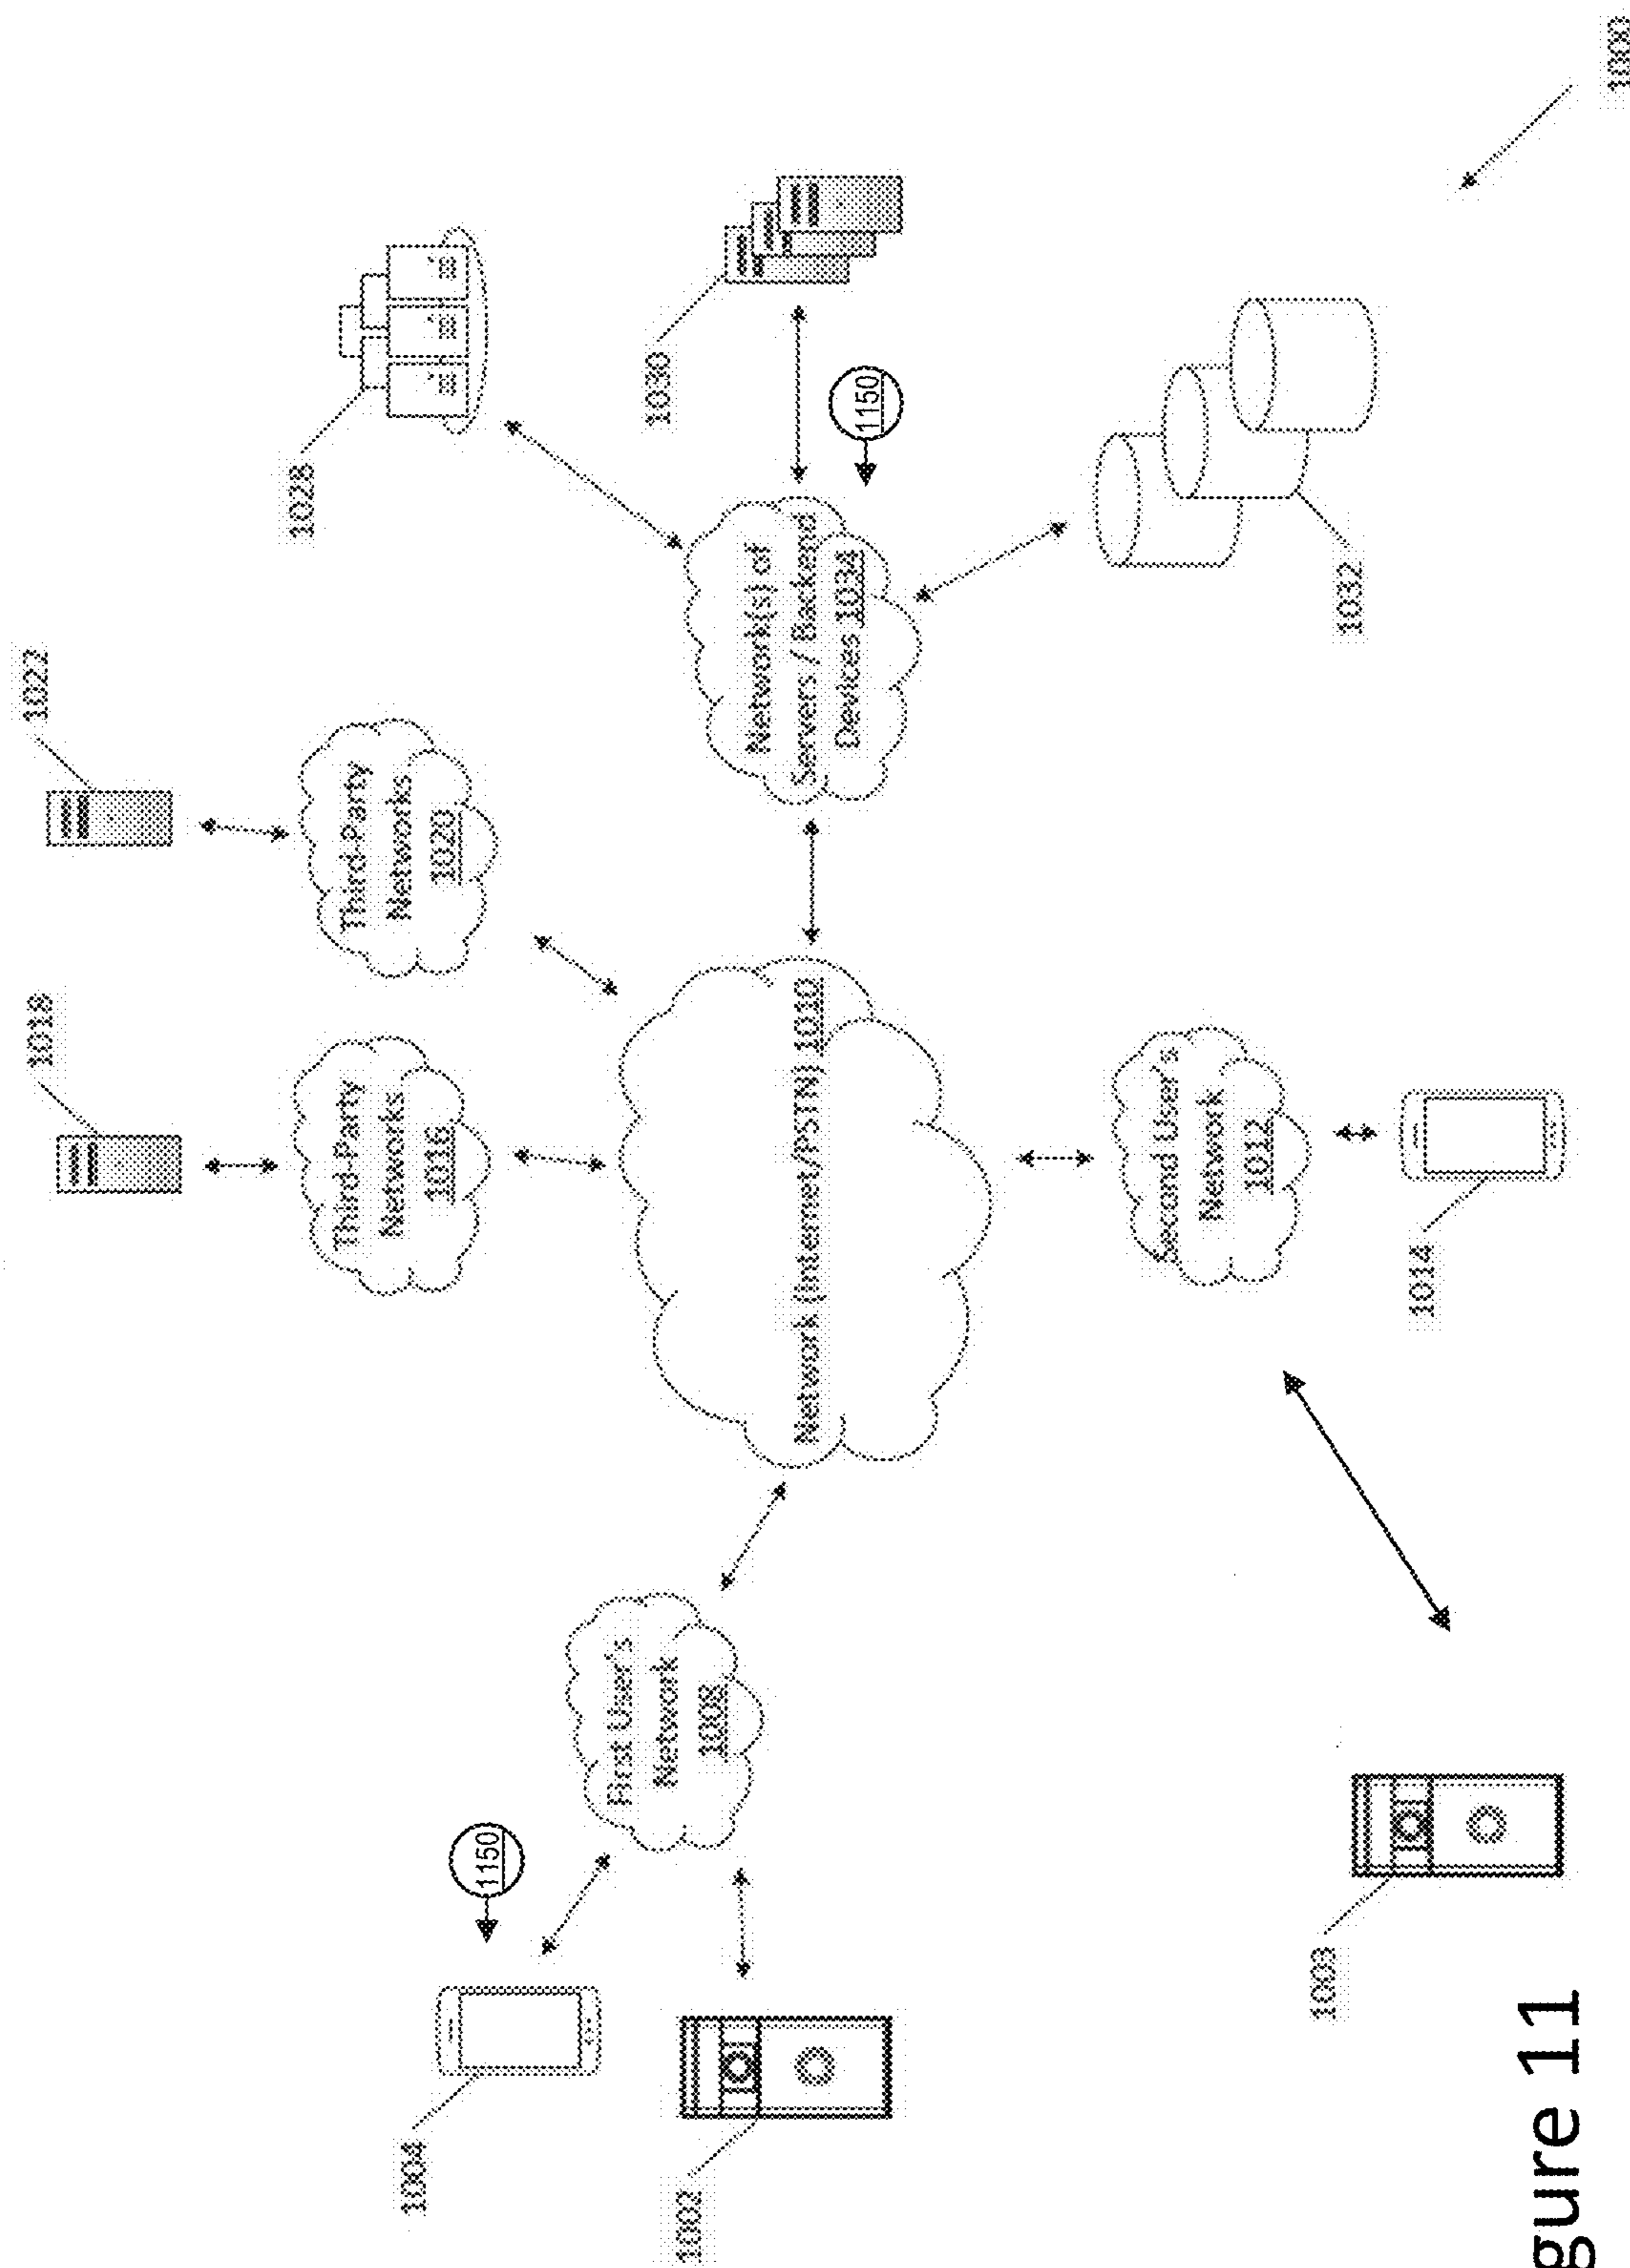 1018
1022
1028
Third-Party
Networks
1016
Third-Party
Networks
1020
1004
1150
First User's
Network
1008
1030
1002
Network (Internet/PSTN) 1010
Network(s) of
Servers / Backend
Devices 1034
1150
Second User's
Network
1012
1003
1032
1014
gure 11
1000